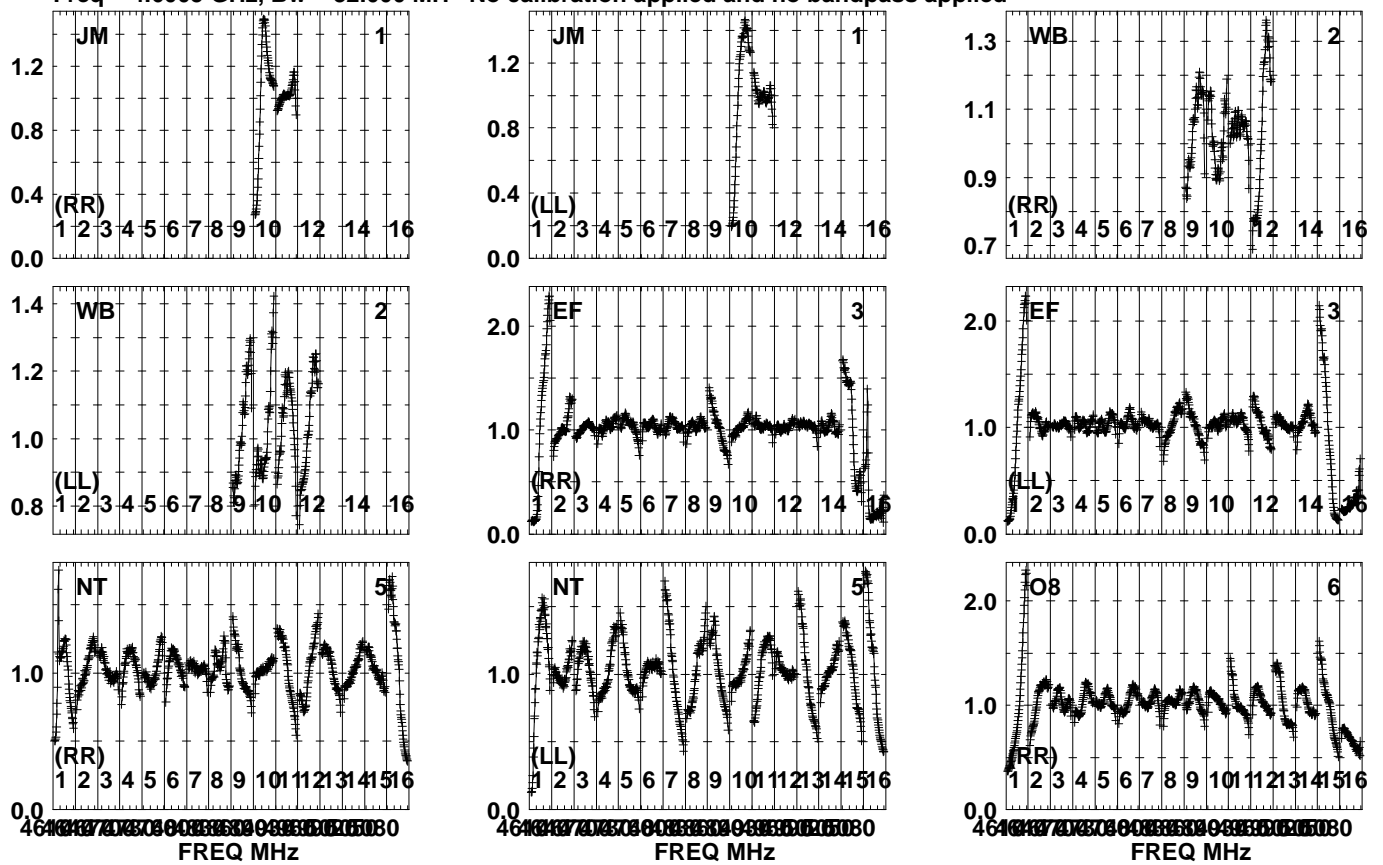 No calibration applied and no bandpass applied
JM 1
1.2
0.8
0.4
0.0
(RR)
1 2 3 4 5 6 7 8 9 10 12 14 16
JM 1
1.2
0.8
0.4
0.0
(LL)
1 2 3 4 5 6 7 8 9 10 12 14 16
WB 2
1.3
1.1
0.9
0.7
(RR)
1 2 3 4 5 6 7 8 9 10 12 14 16
WB 2
1.4
1.2
1.0
0.8
(LL)
1 2 3 4 5 6 7 8 9 10 12 14 16
EF 3
2.0
1.0
0.0
(RR)
1 2 3 4 5 6 7 8 9 10 12 14 16
EF 3
2.0
1.0
0.0
(LL)
1 2 3 4 5 6 7 8 9 10 12 14 16
NT 5
1.0
0.0
(RR)
1 2 3 4 5 6 7 8 9 10 12 13 15 16
FREQ MHz
NT 5
1.0
0.0
(LL)
1 2 3 4 5 6 7 8 9 10 11 12 13 15 16
FREQ MHz
O8 6
2.0
1.0
0.0
(RR)
1 2 3 4 5 6 7 8 9 10 11 12 13 15 16
FREQ MHz